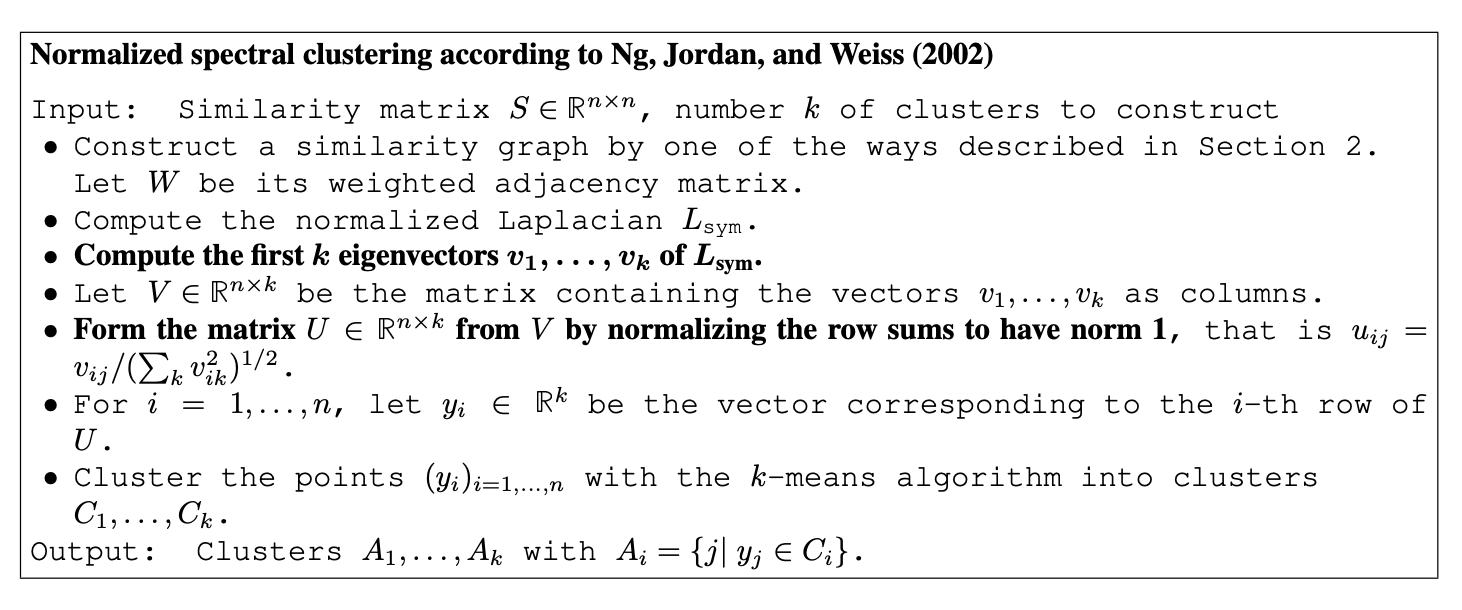 Normalized spectral clustering according to Ng, Jordan, and Weiss (2002)
Input: Similarity matrix $S \in \mathbb{R}^{n \times n}$, number $k$ of clusters to construct
• Construct a similarity graph by one of the ways described in Section 2.
Let $W$ be its weighted adjacency matrix.
• Compute the normalized Laplacian $L_{\text{sym}}$.
• Compute the first $k$ eigenvectors $v_1, \ldots, v_k$ of $L_{\text{sym}}$.
• Let $V \in \mathbb{R}^{n \times k}$ be the matrix containing the vectors $v_1, \ldots, v_k$ as columns.
• Form the matrix $U \in \mathbb{R}^{n \times k}$ from $V$ by normalizing the row sums to have norm 1, that is $u_{ij} =$
$v_{ij} / (\sum_k v_{ik}^2)^{1/2}$.
• For $i = 1, \ldots, n$, let $y_i \in \mathbb{R}^k$ be the vector corresponding to the $i$-th row of
$U$.
• Cluster the points $(y_i)_{i=1,\ldots,n}$ with the $k$-means algorithm into clusters
$C_1, \ldots, C_k$.
Output: Clusters $A_1, \ldots, A_k$ with $A_i = \{j | \, y_j \in C_i\}$.